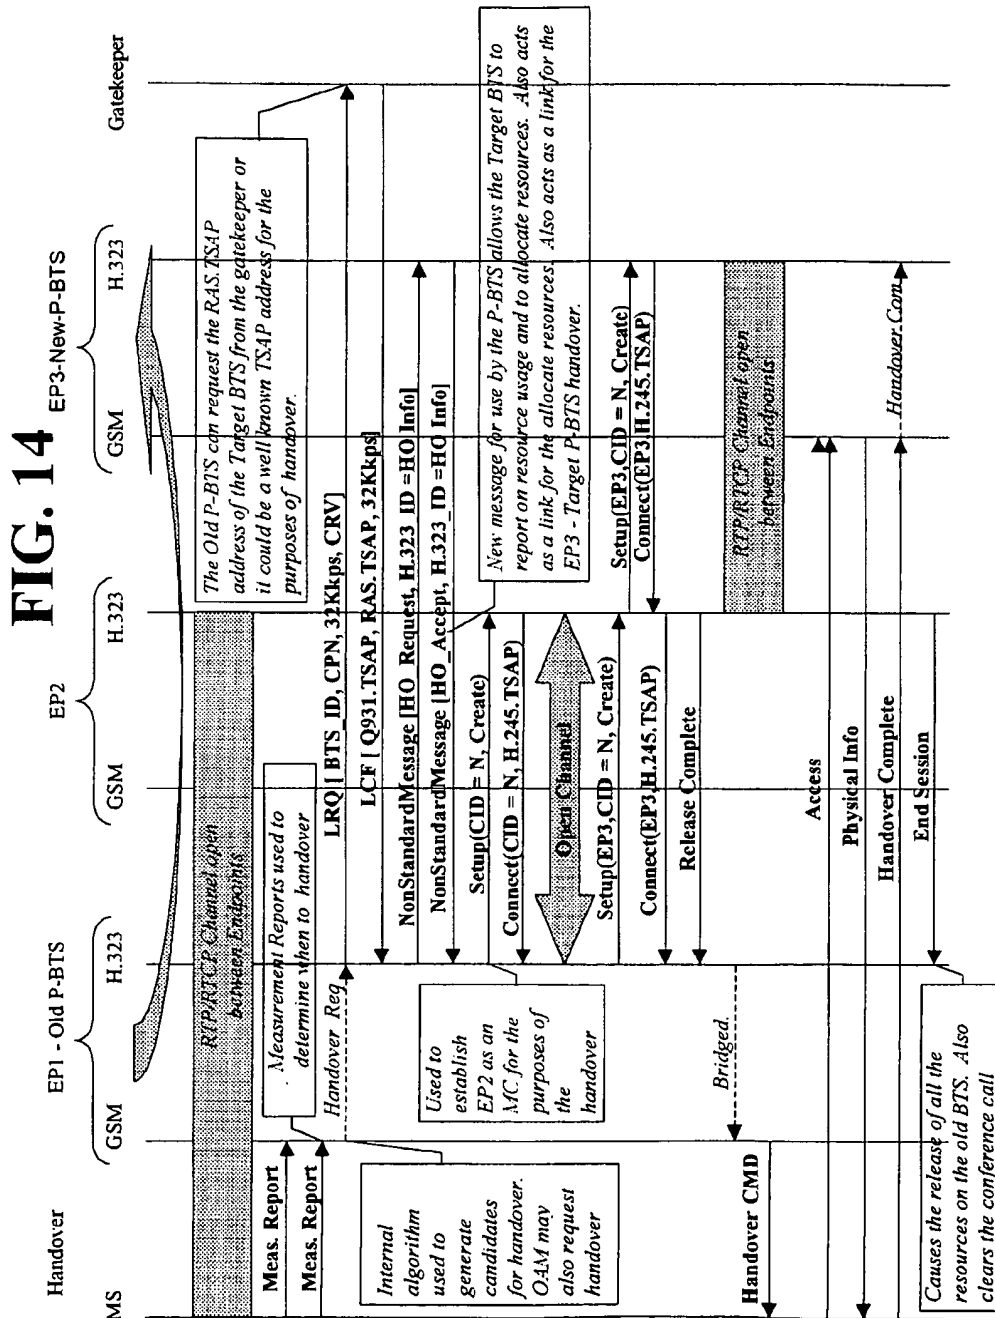 FIG. 14
Handover
EP1 - Old P-BTS
EP2
EP3-New-P-BTS
MS
GSM
H.323
GSM
H.323
GSM
H.323
Gatekeeper
RTP/RTCP Channel open
between Endpoints
The Old P-BTS can request the RAS.TSAP
address of the Target BTS from the gatekeeper or
it could be a well known TSAP address for the
purposes of handover.
Meas. Report
Meas. Report
Measurement Reports used to
determine when to handover
Handover Req
LRQ [ BTS_ID, CPN, 32Kkps, CRV]
LCF [ Q931.TSAP, RAS.TSAP, 32Kkps]
Internal
algorithm
used to
generate
candidates
for handover.
OAM may
also request
handover
NonStandardMessage [HO_Request, H.323_ID =HO Info]
NonStandardMessage [HO_Accept, H.323_ID =HO Info]
New message for use by the P-BTS allows the Target BTS to
report on resource usage and to allocate resources. Also acts
as a link for the allocate resources. Also acts as a link for the
EP3 - Target P-BTS handover.
Used to
establish
EP2 as an
MC for the
purposes of
the
handover
Setup(CID = N, Create)
Connect(CID = N, H.245.TSAP)
Open Channel
Setup(EP3,CID = N, Create)
Setup(EP3,CID = N, Create)
Connect(EP3,H.245.TSAP)
Connect(EP3,H.245.TSAP)
Release Complete
RTP/RTCP Channel open
between Endpoints
Bridged.
Handover CMD
Access
Physical Info
Handover Complete
Handover.Com
End Session
Causes the release of all the
resources on the old BTS. Also
clears the conference call